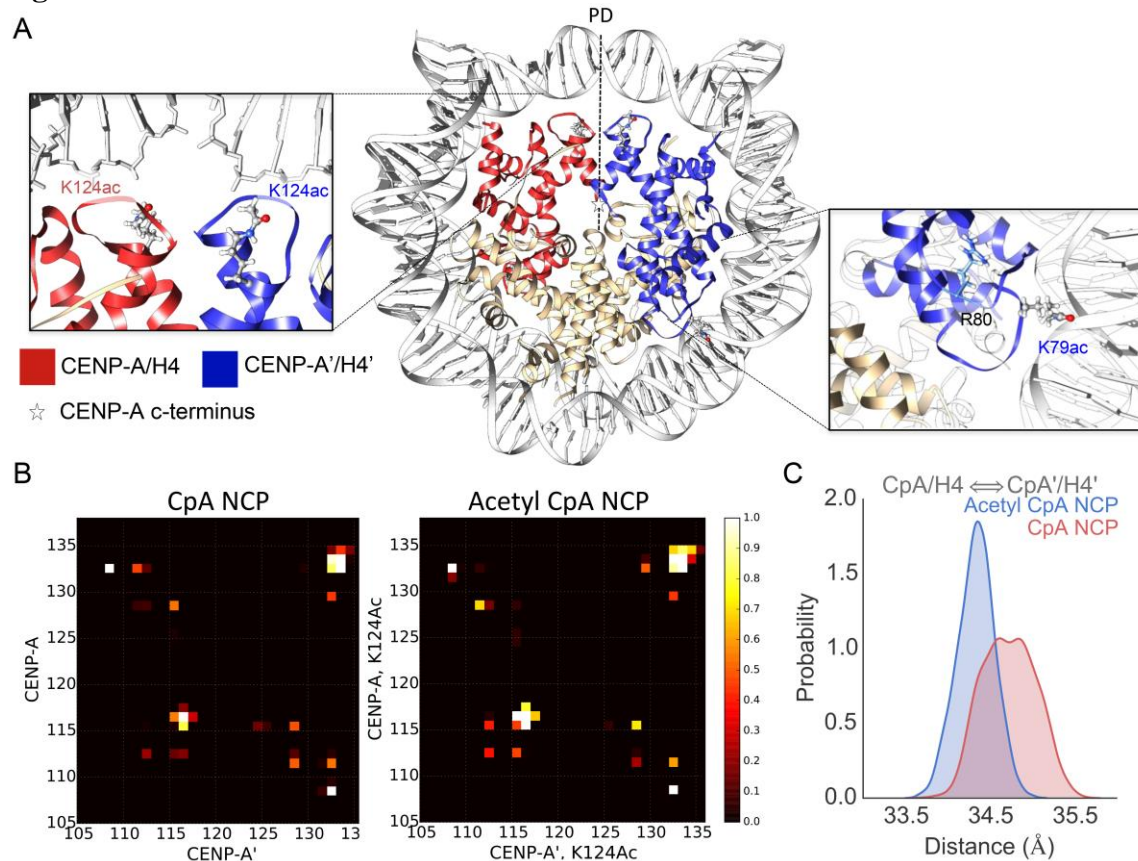 A
PD
K124ac
K124ac
R80
K79ac
CENP-A/H4
CENP-A'/H4'
☆ CENP-A c-terminus
B
CpA NCP
Acetyl CpA NCP
135
130
125
120
115
110
105
CENP-A
105 110 115 120 125 130 13
CENP-A'
135
130
125
120
115
110
105
CENP-A, K124Ac
105 110 115 120 125 130 135
CENP-A', K124Ac
1.0
0.9
0.8
0.7
0.6
0.5
0.4
0.3
0.2
0.1
0.0
C
CpA/H4 ⟺ CpA'/H4'
Acetyl CpA NCP
CpA NCP
2.0
1.5
1.0
0.5
0.0
Probability
33.5 34.5 35.5
Distance (Å)